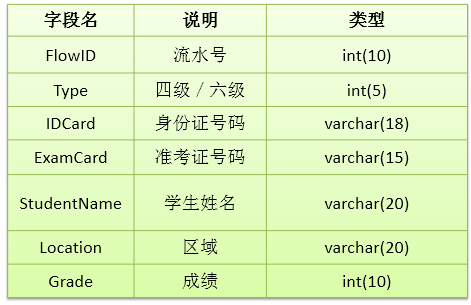 字段名 说明 类型
FlowID 流水号 int(10)
Type 四级／六级 int(5)
IDCard 身份证号码 varchar(18)
ExamCard 准考证号码 varchar(15)
StudentName 学生姓名 varchar(20)
Location 区域 varchar(20)
Grade 成绩 int(10)